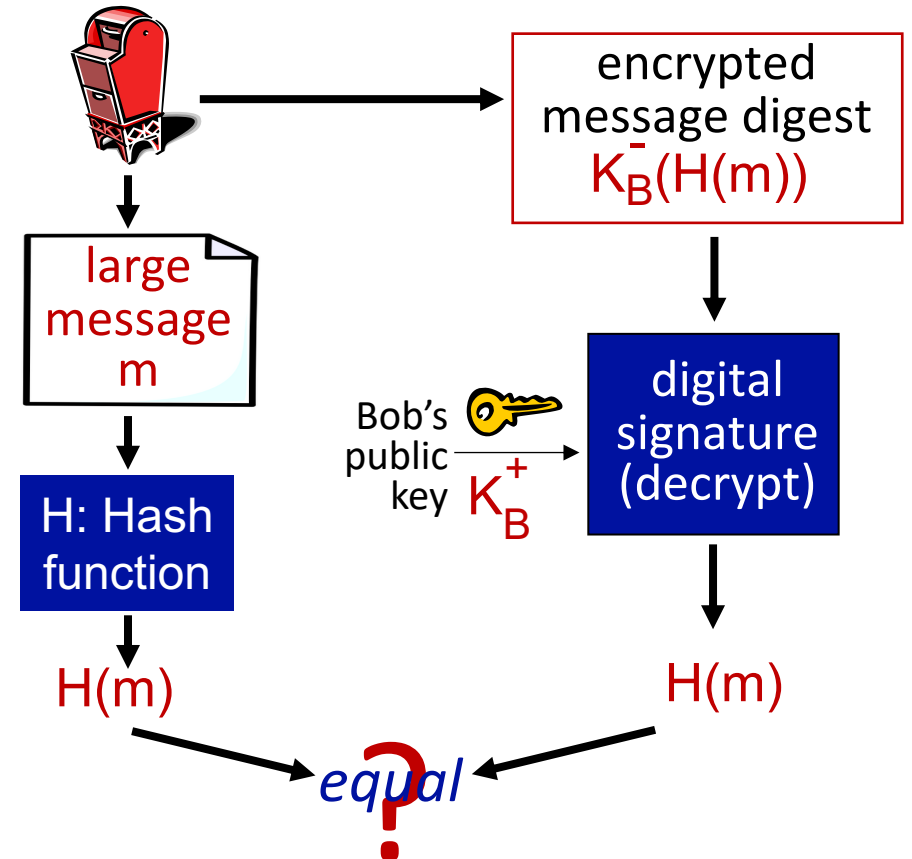 encrypted
message digest
K⁻B(H(m))
large
message
m
Bob’s
public
key
K⁺B
digital
signature
(decrypt)
H: Hash
function
H(m)
H(m)
equal
?